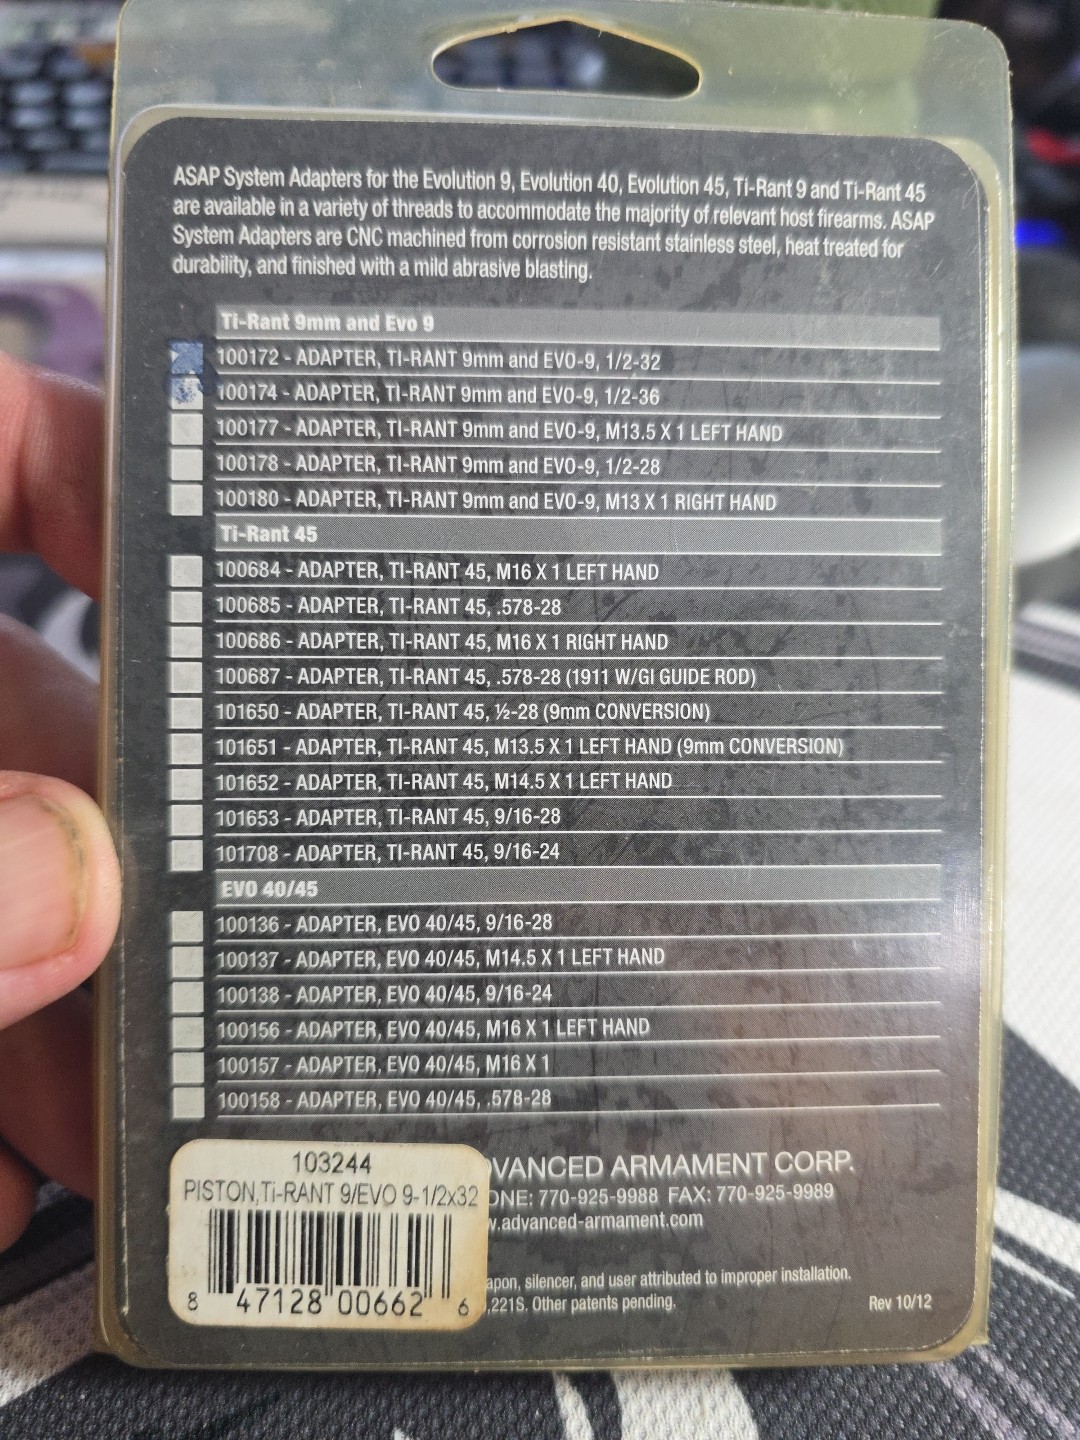 ASAP System Adapters for the Evolution 9, Evolution 40, Evolution 45, Ti-Rant 9 and Ti-Rant 45
are available in a variety of threads to accommodate the majority of relevant host firearms. ASAP
System Adapters are CNC machined from corrosion resistant stainless steel, heat treated for
durability, and finished with a mild abrasive blasting.
Ti-Rant 9mm and Evo 9
100172 - ADAPTER, TI-RANT 9mm and EVO-9, 1/2-32
100174 - ADAPTER, TI-RANT 9mm and EVO-9, 1/2-36
100177 - ADAPTER, TI-RANT 9mm and EVO-9, M13.5 X 1 LEFT HAND
100178 - ADAPTER, TI-RANT 9mm and EVO-9, 1/2-28
100180 - ADAPTER, TI-RANT 9mm and EVO-9, M13 X 1 RIGHT HAND
Ti-Rant 45
100684 - ADAPTER, TI-RANT 45, M16 X 1 LEFT HAND
100685 - ADAPTER, TI-RANT 45, .578-28
100686 - ADAPTER, TI-RANT 45, M16 X 1 RIGHT HAND
100687 - ADAPTER, TI-RANT 45, .578-28 (1911 W/GI GUIDE ROD)
101650 - ADAPTER, TI-RANT 45, ½-28 (9mm CONVERSION)
101651 - ADAPTER, TI-RANT 45, M13.5 X 1 LEFT HAND (9mm CONVERSION)
101652 - ADAPTER, TI-RANT 45, M14.5 X 1 LEFT HAND
101653 - ADAPTER, TI-RANT 45, 9/16-28
101708 - ADAPTER, TI-RANT 45, 9/16-24
EVO 40/45
100136 - ADAPTER, EVO 40/45, 9/16-28
100137 - ADAPTER, EVO 40/45, M14.5 X 1 LEFT HAND
100138 - ADAPTER, EVO 40/45, 9/16-24
100156 - ADAPTER, EVO 40/45, M16 X 1 LEFT HAND
100157 - ADAPTER, EVO 40/45, M16 X 1
100158 - ADAPTER, EVO 40/45, .578-28
103244
PISTON,Ti-RANT 9/EVO 9-1/2x32
8 47128 00662 6
VANCED ARMAMENT CORP.
ONE: 770-925-9988 FAX: 770-925-9989
.advanced-armament.com
apon, silencer, and user attributed to improper installation.
,221S. Other patents pending.
Rev 10/12